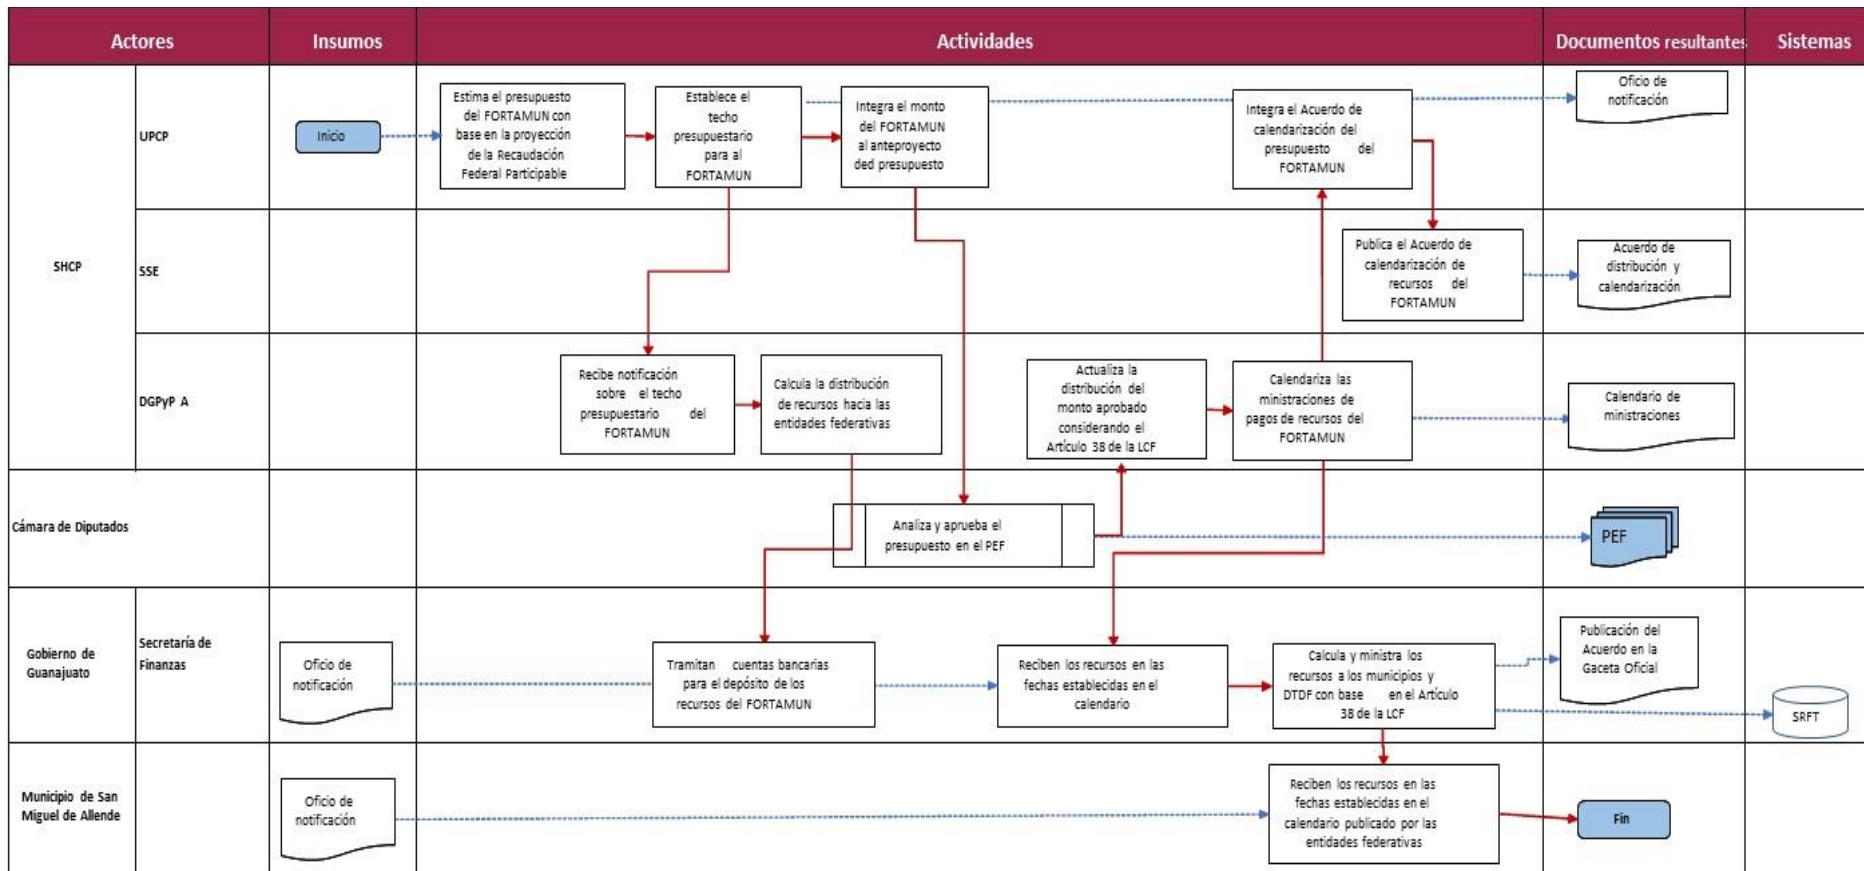 Actores
Insumos
Actividades
Documentos resultantes
Sistemas
SHCP
UPCP
Inicio
Estima el presupuesto
del FORTAMUN con
base en la proyección
de la Recaudación
Federal Participable
Establece el
techo
presupuestario
para al
FORTAMUN
Integra el monto
del FORTAMUN
al anteproyecto
ded presupuesto
Integra el Acuerdo de
calendarización del
presupuesto del
FORTAMUN
Oficio de
notificación
SSE
Publica el Acuerdo de
calendarización de
recursos del
FORTAMUN
Acuerdo de
distribución y
calendarización
DGPyP A
Recibe notificación
sobre el techo
presupuestario del
FORTAMUN
Calcula la distribución
de recursos hacia las
entidades federativas
Actualiza la
distribución del
monto aprobado
considerando el
Artículo 38 de la LCF
Calendariza las
ministraciones de
pagos de recursos del
FORTAMUN
Calendario de
ministraciones
Cámara de Diputados
Analiza y aprueba el
presupuesto en el PEF
PEF
Gobierno de
Guanajuato
Secretaría de
Finanzas
Oficio de
notificación
Tramitan cuentas bancarias
para el depósito de los
recursos del FORTAMUN
Reciben los recursos en las
fechas establecidas en el
calendario
Calcula y ministra los
recursos a los municipios y
DTDF con base en el Artículo
38 de la LCF
Publicación del
Acuerdo en la
Gaceta Oficial
SRFT
Municipio de San
Miguel de Allende
Oficio de
notificación
Reciben los recursos en las
fechas establecidas en el
calendario publicado por las
entidades federativas
Fin